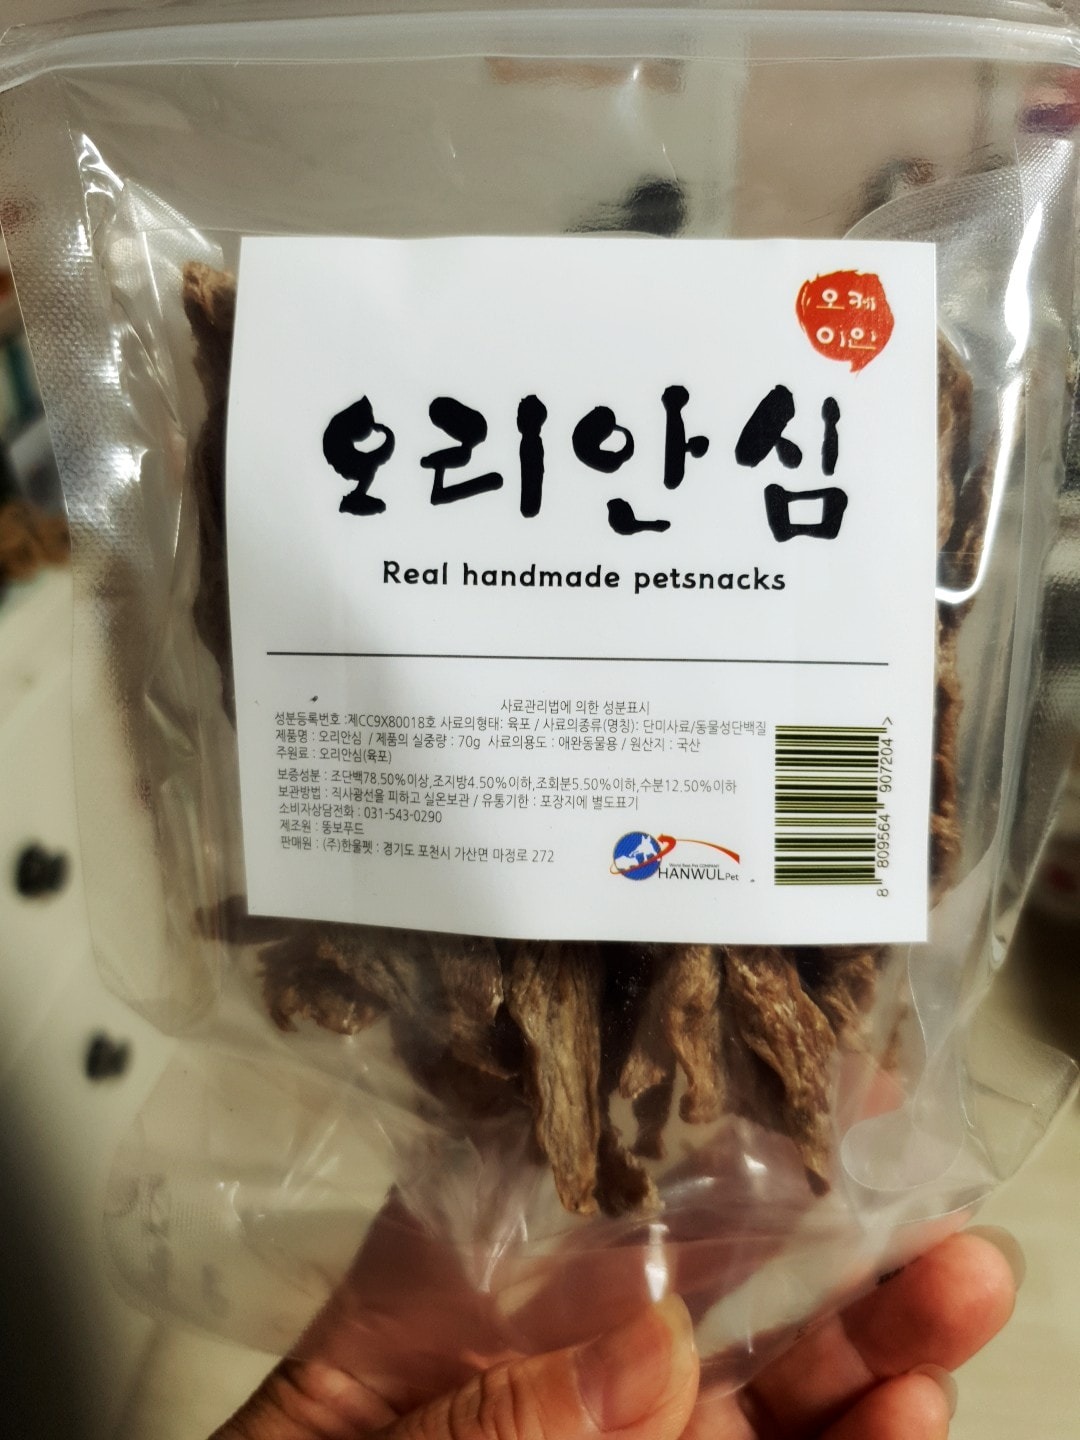 오케
이안
오리안심
Real handmade petsnacks
사료관리법에 의한 성분표시
성분등록번호 :제CC9X80018호 사료의형태: 육포 / 사료의종류(명칭): 단미사료/동물성단백질
제품명 : 오리안심 / 제품의 실중량 : 70g 사료의용도 : 애완동물용 / 원산지 : 국산
주원료 : 오리안심(육포)
보증성분 : 조단백78.50%이상,조지방4.50%이하,조회분5.50%이하,수분12.50%이하
보관방법 : 직사광선을 피하고 실온보관 / 유통기한 : 포장지에 별도표기
소비자상담전화 : 031-543-0290
제조원 : 뚱보푸드
판매원 : (주)한울펫 : 경기도 포천시 가산면 마정로 272
World Best Pet COMPANY
HANWUL Pet
8 809564 907204 >